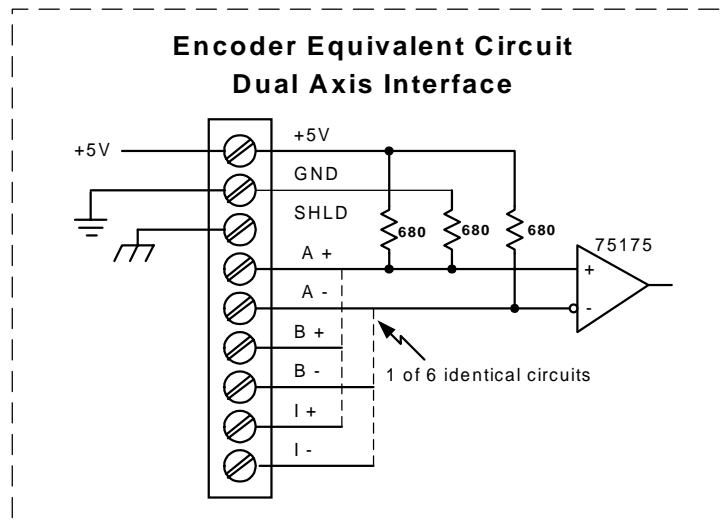 Encoder Equivalent Circuit
Dual Axis Interface
+5V
+5V
GND
SHLD
680
680
680
75175
A +
+
A -
-
B +
B -
1 of 6 identical circuits
I +
I -